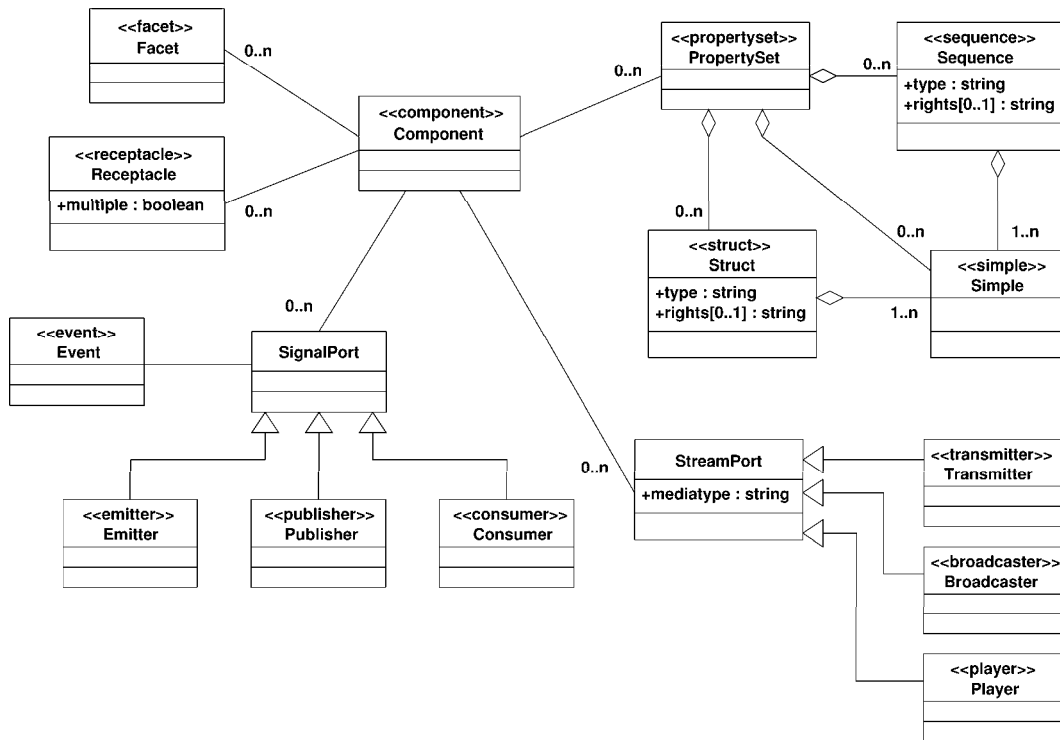 <<facet>>
Facet
0..n
<<component>>
Component
<<receptacle>>
Receptacle
+multiple : boolean
0..n
0..n
<<propertyset>>
PropertySet
0..n
<<sequence>>
Sequence
+type : string
+rights[0..1] : string
0..n
<<struct>>
Struct
+type : string
+rights[0..1] : string
0..n
1..n
1..n
<<simple>>
Simple
0..n
<<event>>
Event
SignalPort
<<emitter>>
Emitter
<<publisher>>
Publisher
<<consumer>>
Consumer
0..n
StreamPort
+mediatype : string
<<transmitter>>
Transmitter
<<broadcaster>>
Broadcaster
<<player>>
Player